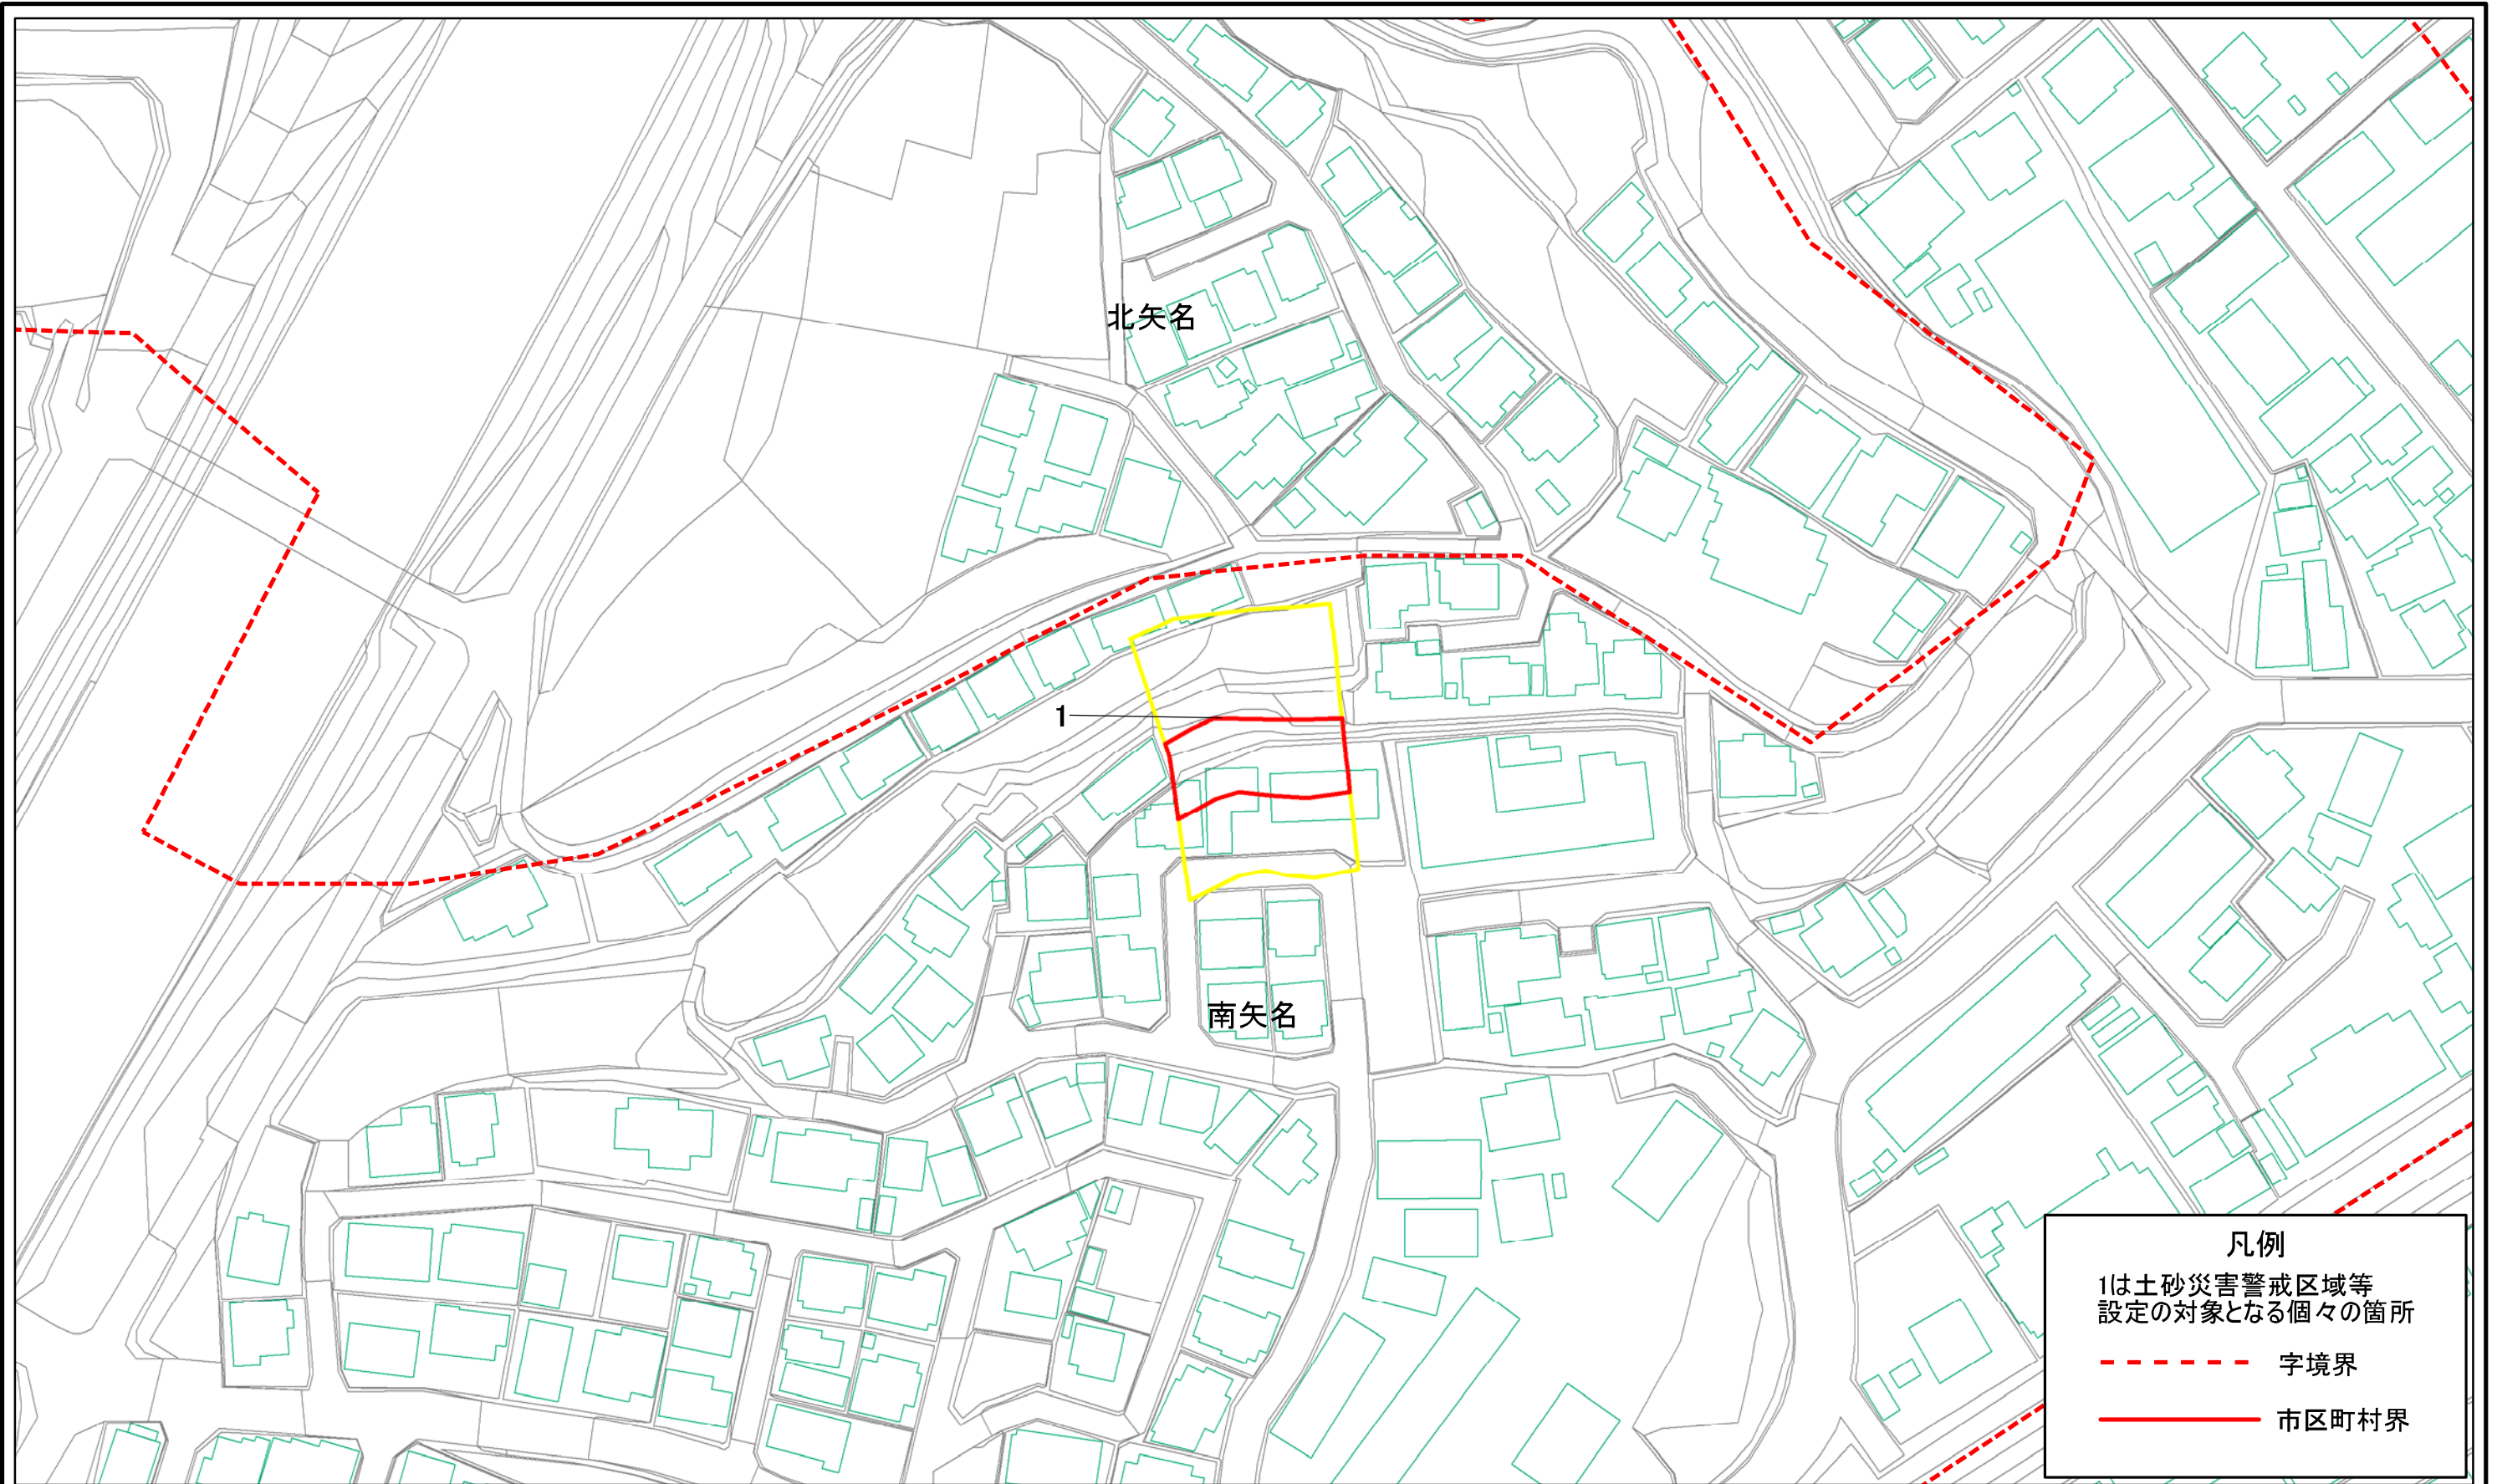 北矢名
1
南矢名
凡例
1は土砂災害警戒区域等
設定の対象となる個々の箇所
字境界
市区町村界